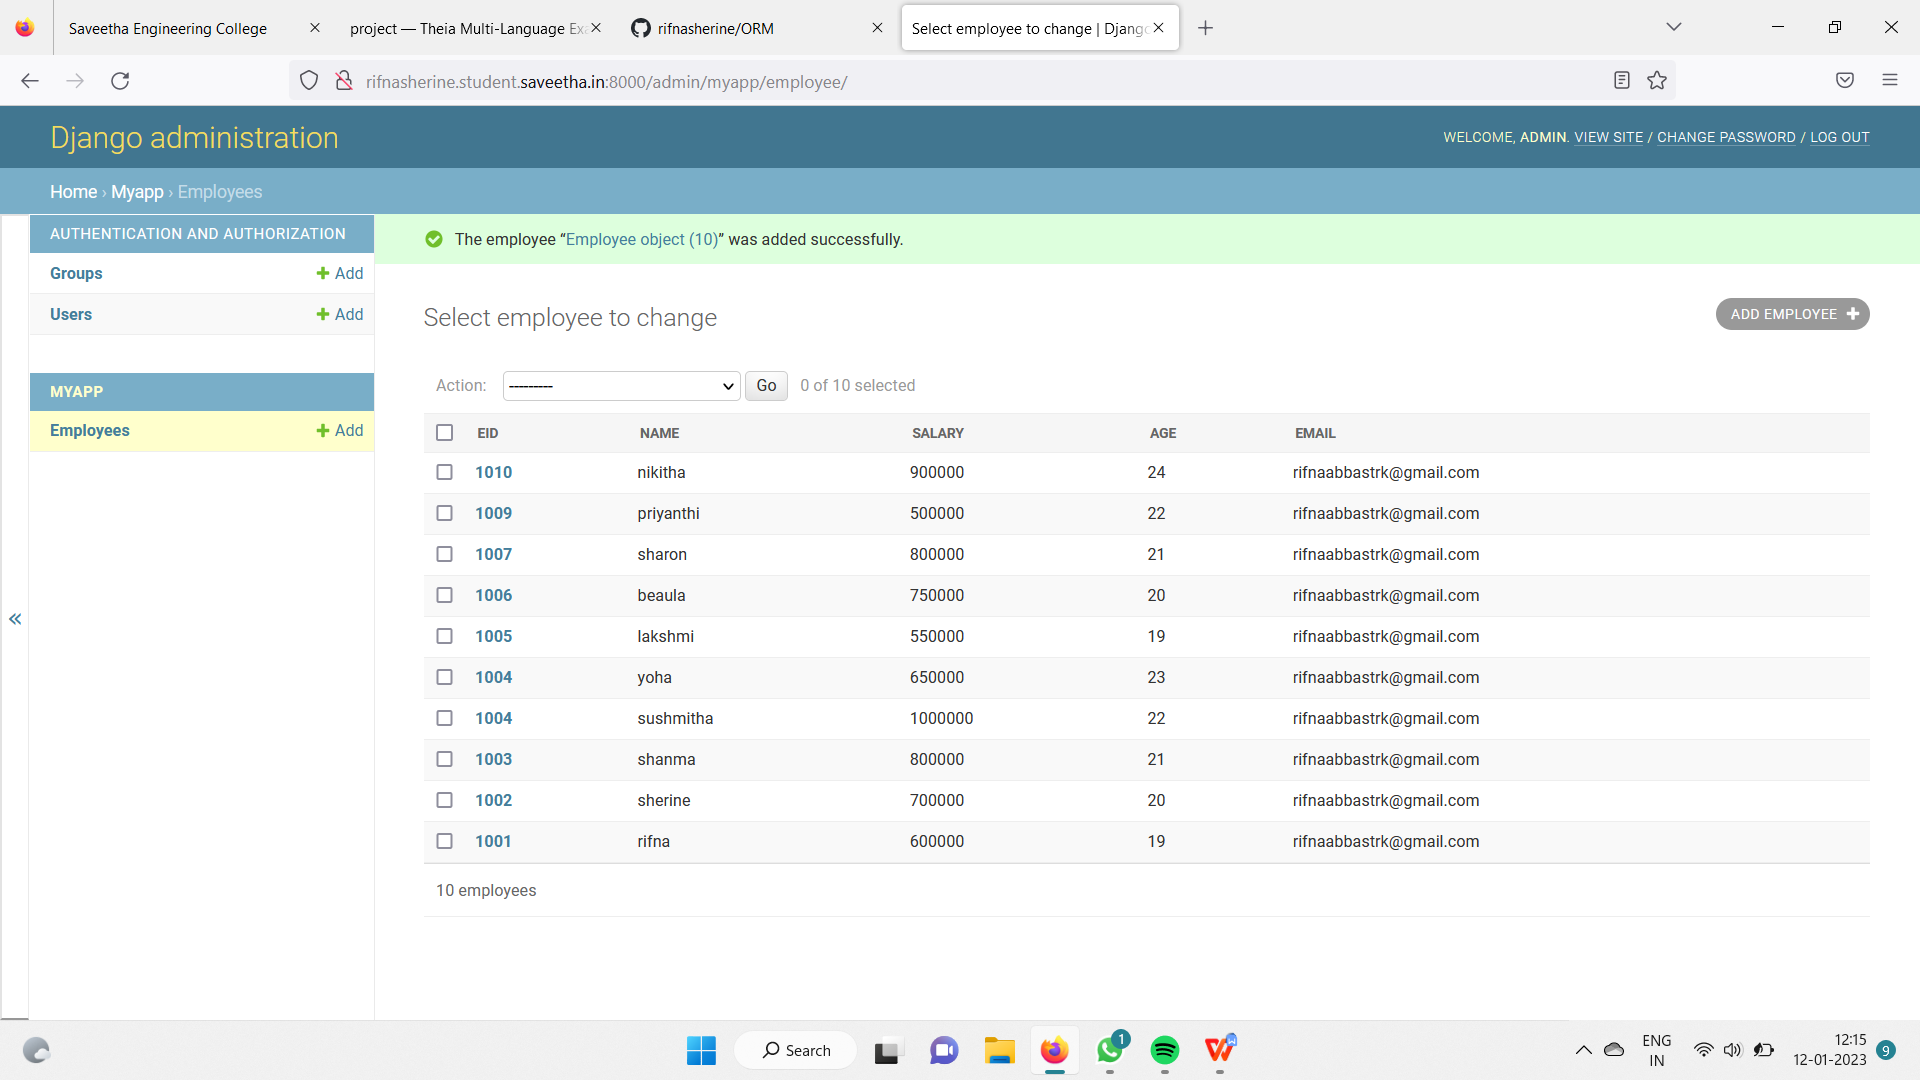 Saveetha Engineering College
project — Theia Multi-Language Exa
rifnasherine/ORM
Select employee to change | Django
rifnasherine.student.saveetha.in:8000/admin/myapp/employee/
Django administration
WELCOME, ADMIN. VIEW SITE / CHANGE PASSWORD / LOG OUT
Home › Myapp › Employees
AUTHENTICATION AND AUTHORIZATION
Groups
Add
Users
Add
MYAPP
Employees
Add
The employee “Employee object (10)” was added successfully.
Select employee to change
ADD EMPLOYEE
Action: --------- Go 0 of 10 selected
EID NAME SALARY AGE EMAIL
1010 nikitha 900000 24 rifnaabbastrk@gmail.com
1009 priyanthi 500000 22 rifnaabbastrk@gmail.com
1007 sharon 800000 21 rifnaabbastrk@gmail.com
1006 beaula 750000 20 rifnaabbastrk@gmail.com
1005 lakshmi 550000 19 rifnaabbastrk@gmail.com
1004 yoha 650000 23 rifnaabbastrk@gmail.com
1004 sushmitha 1000000 22 rifnaabbastrk@gmail.com
1003 shanma 800000 21 rifnaabbastrk@gmail.com
1002 sherine 700000 20 rifnaabbastrk@gmail.com
1001 rifna 600000 19 rifnaabbastrk@gmail.com
10 employees
Search
1
ENG
IN
12:15
12-01-2023
9